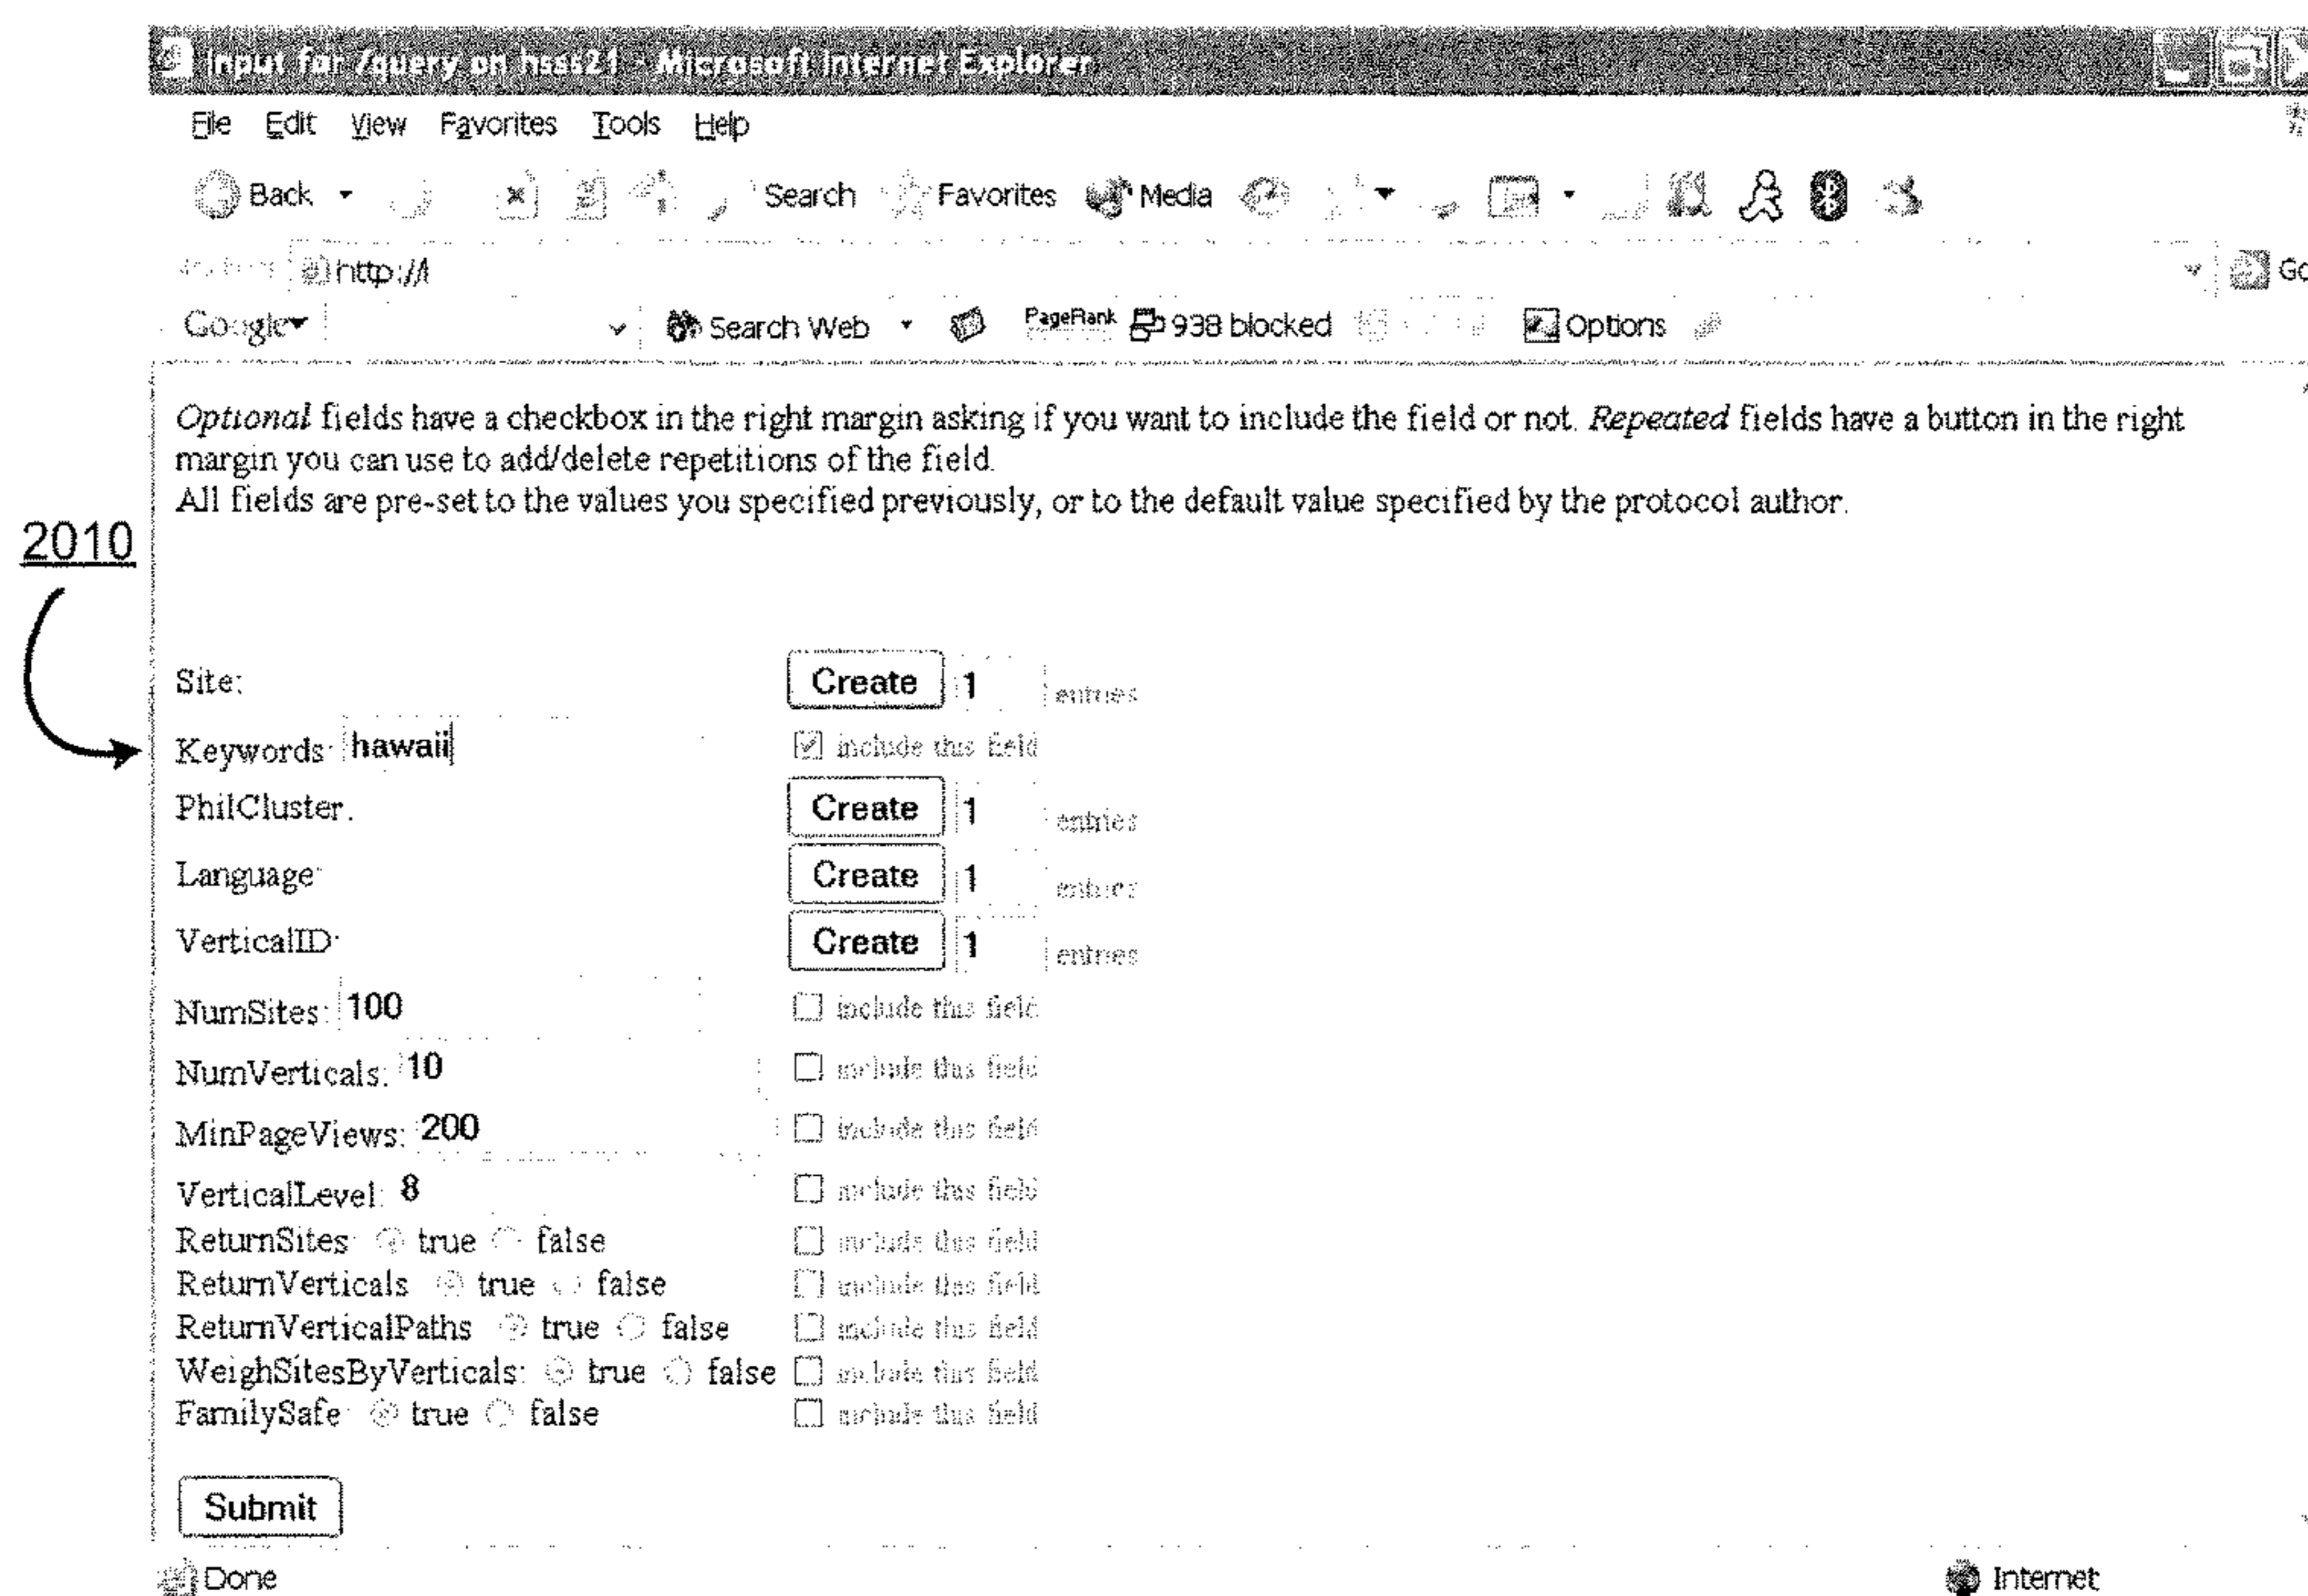 Input for /query on hsss21 - Microsoft Internet Explorer
File Edit View Favorites Tools Help
Back Search Favorites Media
http://
Go
Google Search Web PageRank 938 blocked Options
Optional fields have a checkbox in the right margin asking if you want to include the field or not. Repeated fields have a button in the right
margin you can use to add/delete repetitions of the field.
All fields are pre-set to the values you specified previously, or to the default value specified by the protocol author.
2010
Site: Create 1 entries
Keywords: hawaii include this field
PhilCluster: Create 1 entries
Language: Create 1 entries
VerticalID: Create 1 entries
NumSites: 100 include this field
NumVerticals: 10 include this field
MinPageViews: 200 include this field
VerticalLevel: 8 include this field
ReturnSites: true false include this field
ReturnVerticals true false include this field
ReturnVerticalPaths true false include this field
WeighSitesByVerticals: true false include this field
FamilySafe: true false include this field
Submit
Done Internet